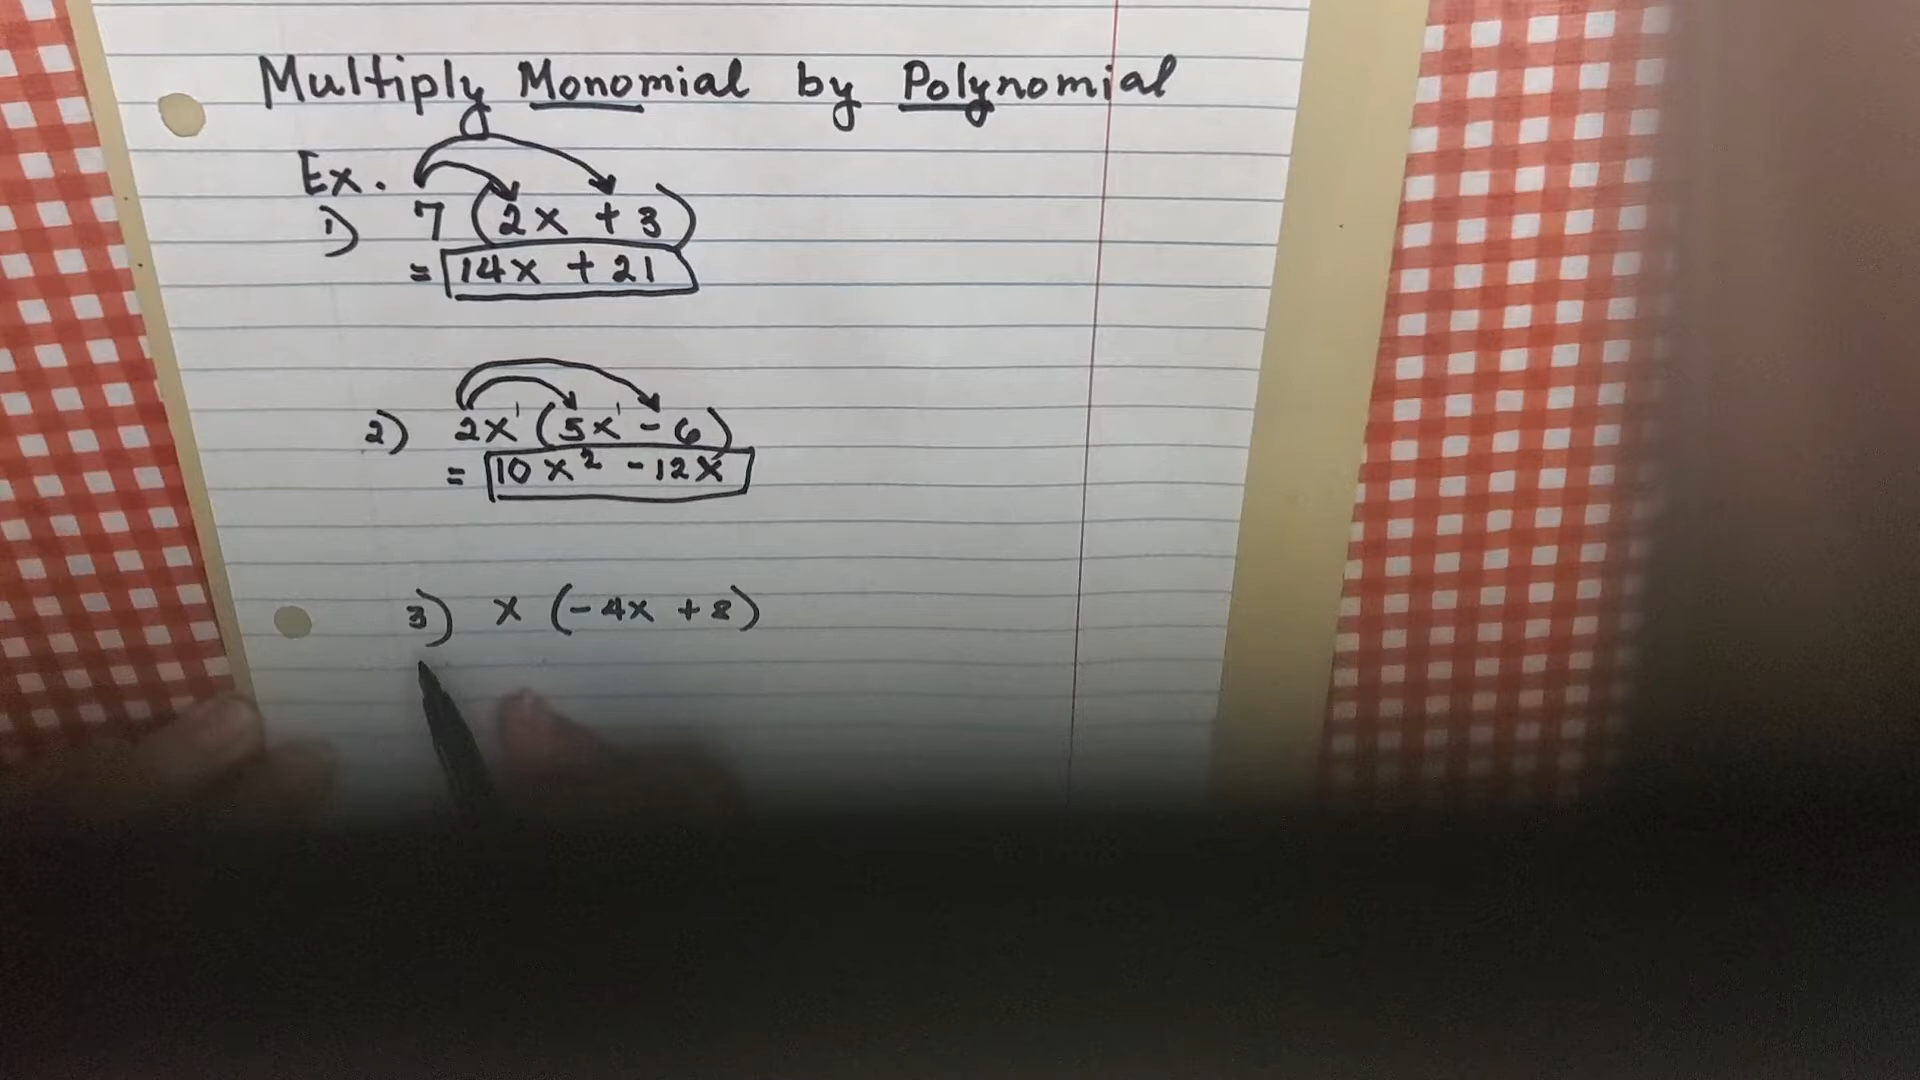 Multiply Monomial by Polynomial
Ex.
1) 7 (2x + 3)
= 14x + 21
2) 2x¹ (5x¹ - 6)
= 10x² - 12x
3) x (-4x + 8)